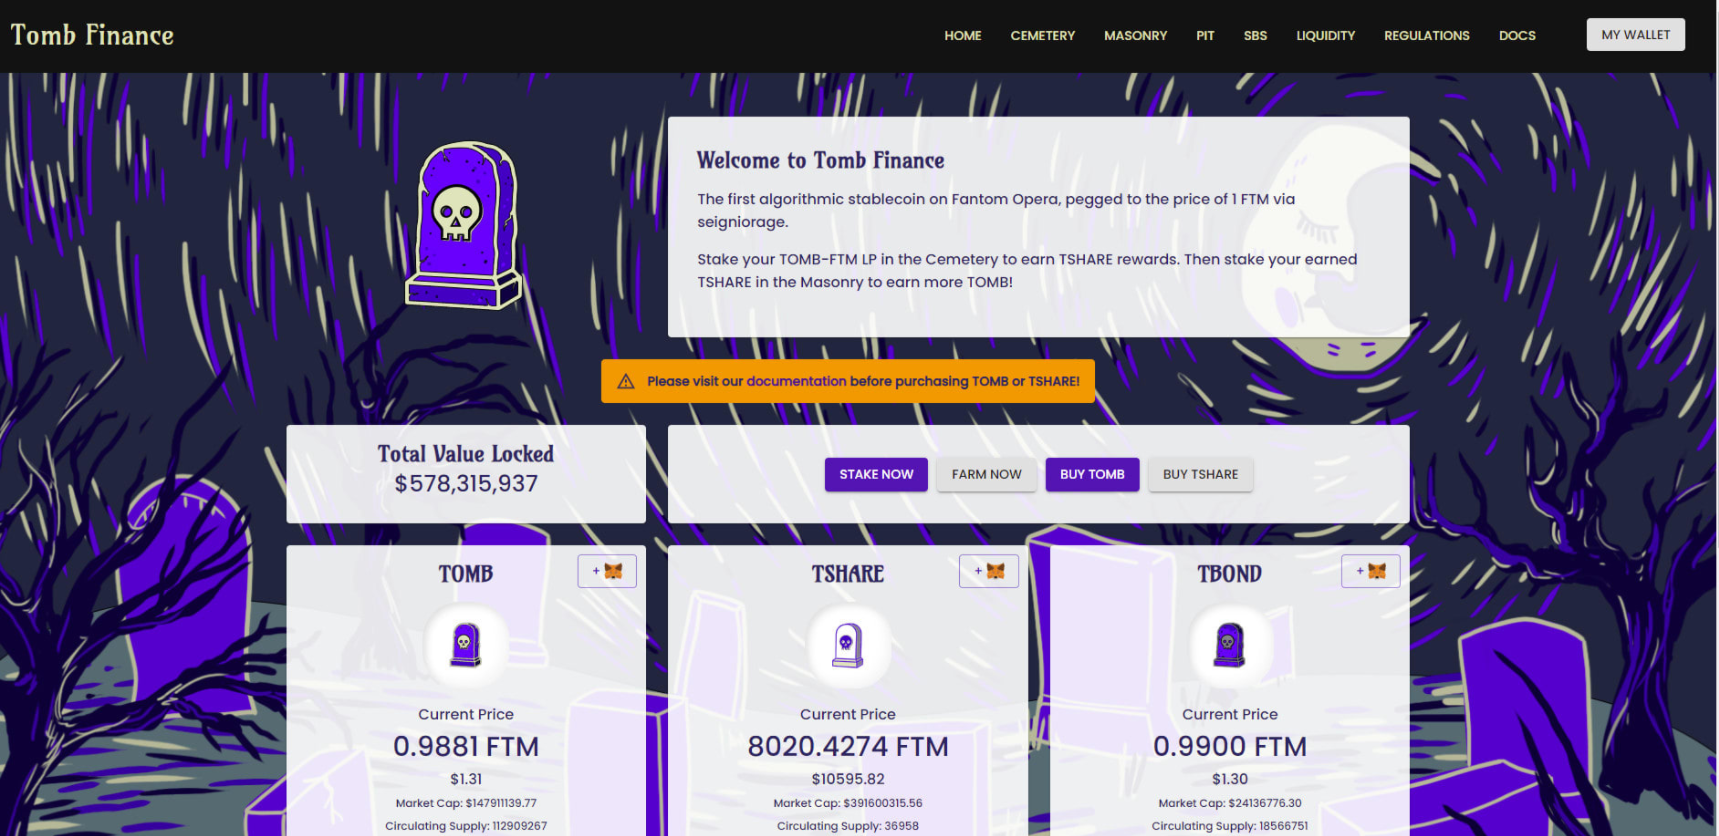 Tomb Finance
HOME CEMETERY MASONRY PIT SBS LIQUIDITY REGULATIONS DOCS MY WALLET
Welcome to Tomb Finance
The first algorithmic stablecoin on Fantom Opera, pegged to the price of 1 FTM via
seigniorage.
Stake your TOMB-FTM LP in the Cemetery to earn TSHARE rewards. Then stake your earned
TSHARE in the Masonry to earn more TOMB!
Please visit our documentation before purchasing TOMB or TSHARE!
Total Value Locked
$578,315,937
STAKE NOW FARM NOW BUY TOMB BUY TSHARE
TOMB
+
Current Price
0.9881 FTM
$1.31
Market Cap: $147911139.77
Circulating Supply: 112909267
TSHARE
+
Current Price
8020.4274 FTM
$10595.82
Market Cap: $391600315.56
Circulating Supply: 36958
TBOND
+
Current Price
0.9900 FTM
$1.30
Market Cap: $24136776.30
Circulating Supply: 18566751